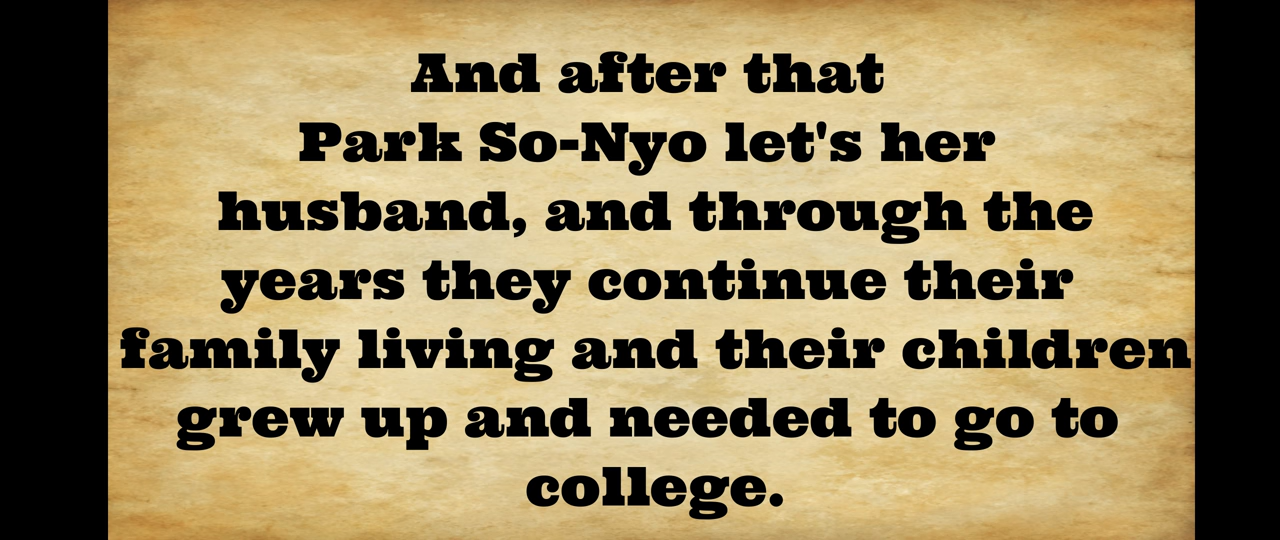 And after that
Park So-Nyo let's her
husband, and through the
years they continue their
family living and their children
grew up and needed to go to
college.